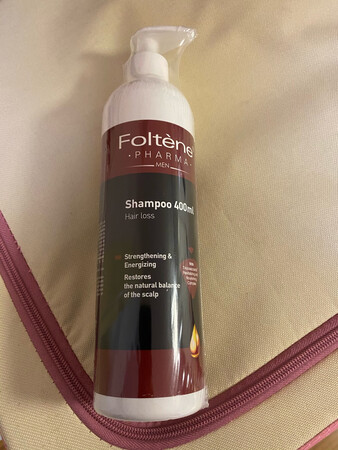 Foltène
• PHARMA •
MEN
Shampoo 400ml
Hair loss
Strengthening &
Energizing
Restores
the natural balance
of the scalp